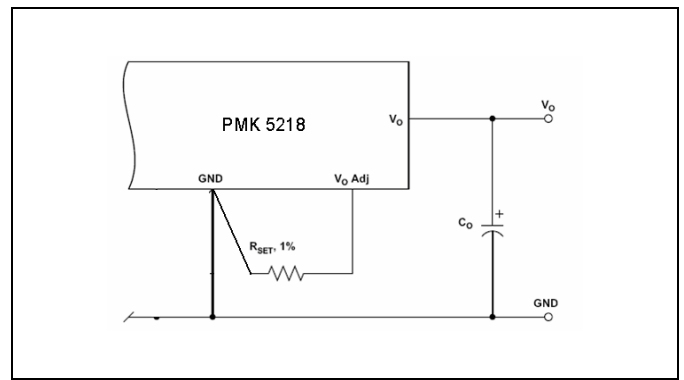 PMK 5218
Vo
Vo
GND
Vo Adj
Co
+
RSET, 1%
GND